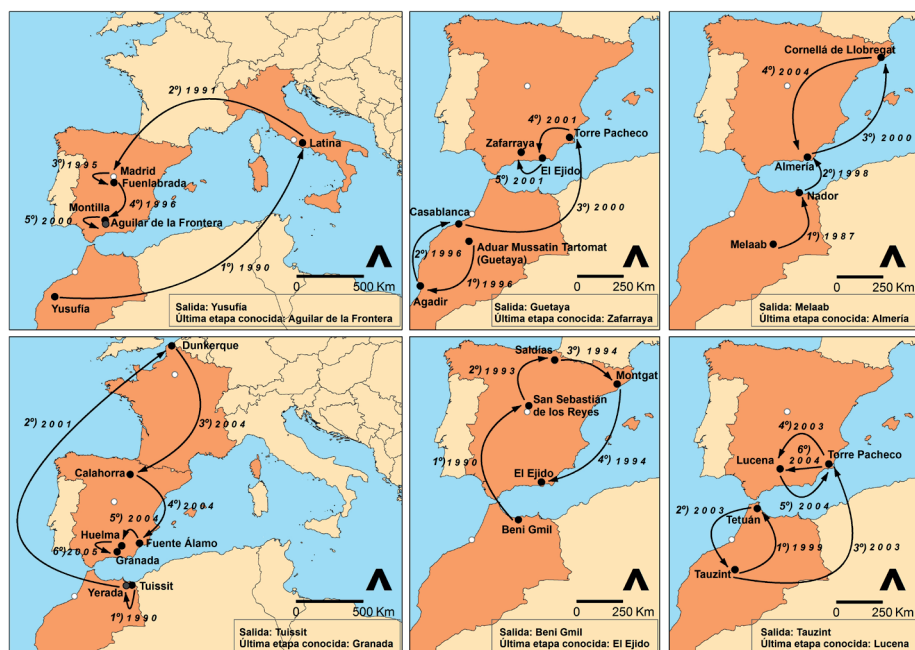 2º) 1991
Latina
3º) 1995
Madrid
Fuenlabrada
Montilla
4º) 1996
5º) 2000
Aguilar de la Frontera
1º) 1990
Yusufía
0 500 Km
Salida: Yusufía
Última etapa conocida: Aguilar de la Frontera
4º) 2001
Torre Pacheco
Zafarraya
El Ejido
5º) 2001
3º) 2000
Casablanca
2º) 1996
Aduar Mussatin Tartomat
(Guetaya)
1º) 1996
Agadir
0 250 Km
Salida: Guetaya
Última etapa conocida: Zafarraya
Cornellá de Llobregat
4º) 2004
3º) 2000
Almería
2º) 1998
Nador
Melaab
1º) 1987
0 250 Km
Salida: Melaab
Última etapa conocida: Almería
Dunkerque
2º) 2001
3º) 2004
Calahorra
4º) 2004
5º) 2004
Huelma
Fuente Álamo
6º) 2005
Granada
Tuissit
Yerada
1º) 1990
0 500 Km
Salida: Tuissit
Última etapa conocida: Granada
Saldías
3º) 1994
2º) 1993
Montgat
San Sebastián
de los Reyes
1º) 1990
El Ejido
4º) 1994
Beni Gmil
0 250 Km
Salida: Beni Gmil
Última etapa conocida: El Ejido
4º) 2003
6º)
2004
Torre Pacheco
Lucena
5º) 2004
2º) 2003
Tetuán
1º) 1999
3º) 2003
Tauzint
0 250 Km
Salida: Tauzint
Última etapa conocida: Lucena